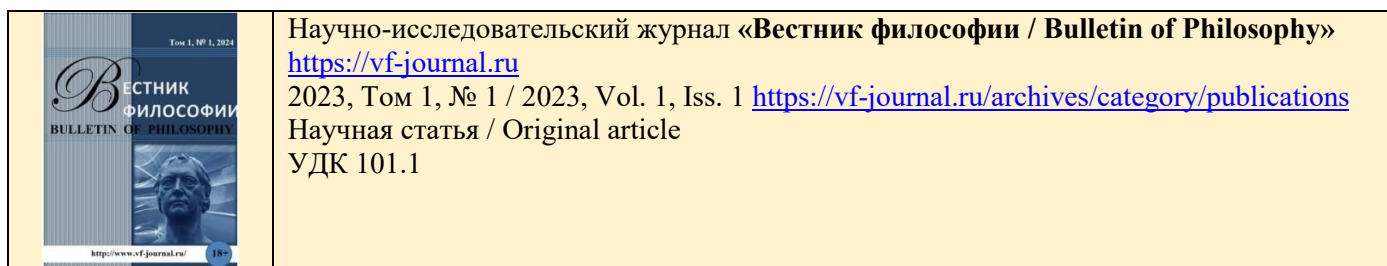 Том 1, № 1, 2024
ВЕСТНИК
ФИЛОСОФИИ
BULLETIN OF PHILOSOPHY
http://www.vf-journal.ru/ 18+
Научно-исследовательский журнал «Вестник философии / Bulletin of Philosophy»
https://vf-journal.ru
2023, Том 1, № 1 / 2023, Vol. 1, Iss. 1 https://vf-journal.ru/archives/category/publications
Научная статья / Original article
УДК 101.1